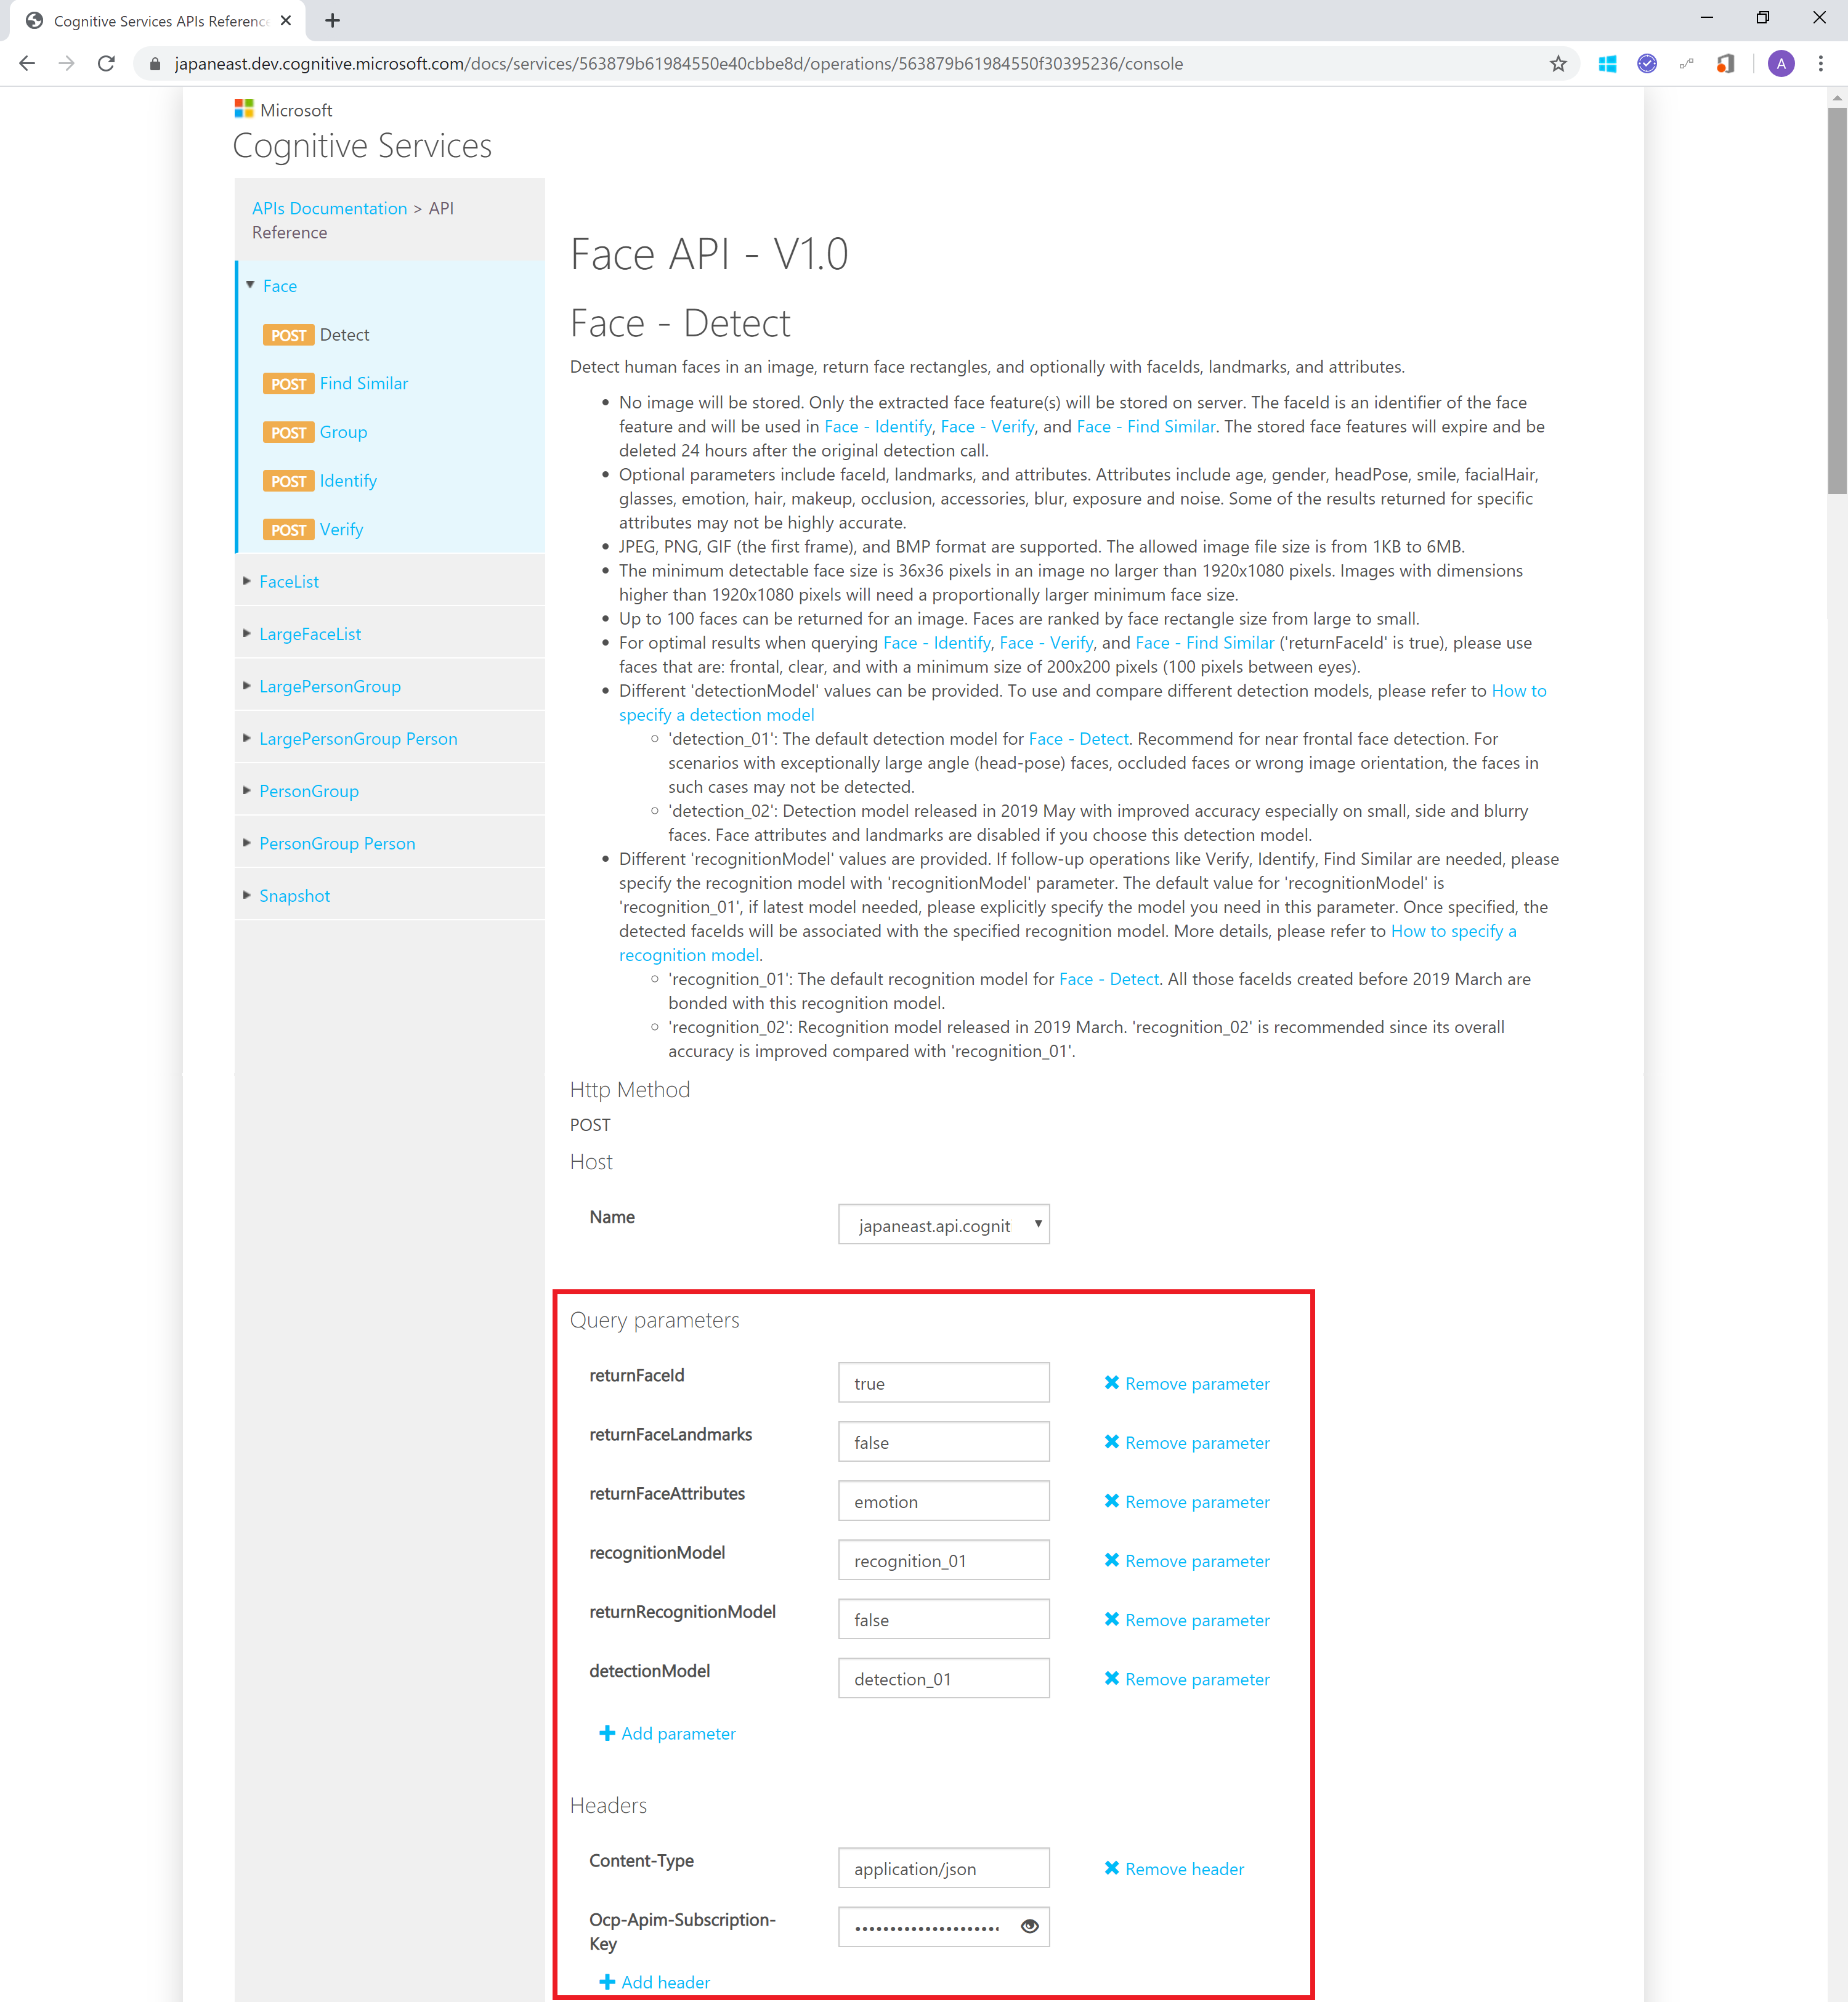 Cognitive Services APIs Reference
japaneast.dev.cognitive.microsoft.com/docs/services/563879b61984550e40cbbe8d/operations/563879b61984550f30395236/console
A
Microsoft
Cognitive Services
APIs Documentation > API
Reference
Face
POST Detect
POST Find Similar
POST Group
POST Identify
POST Verify
FaceList
LargeFaceList
LargePersonGroup
LargePersonGroup Person
PersonGroup
PersonGroup Person
Snapshot
Face API - V1.0
Face - Detect
Detect human faces in an image, return face rectangles, and optionally with faceIds, landmarks, and attributes.
No image will be stored. Only the extracted face feature(s) will be stored on server. The faceId is an identifier of the face
feature and will be used in Face - Identify, Face - Verify, and Face - Find Similar. The stored face features will expire and be
deleted 24 hours after the original detection call.
Optional parameters include faceId, landmarks, and attributes. Attributes include age, gender, headPose, smile, facialHair,
glasses, emotion, hair, makeup, occlusion, accessories, blur, exposure and noise. Some of the results returned for specific
attributes may not be highly accurate.
JPEG, PNG, GIF (the first frame), and BMP format are supported. The allowed image file size is from 1KB to 6MB.
The minimum detectable face size is 36x36 pixels in an image no larger than 1920x1080 pixels. Images with dimensions
higher than 1920x1080 pixels will need a proportionally larger minimum face size.
Up to 100 faces can be returned for an image. Faces are ranked by face rectangle size from large to small.
For optimal results when querying Face - Identify, Face - Verify, and Face - Find Similar ('returnFaceId' is true), please use
faces that are: frontal, clear, and with a minimum size of 200x200 pixels (100 pixels between eyes).
Different 'detectionModel' values can be provided. To use and compare different detection models, please refer to How to
specify a detection model
'detection_01': The default detection model for Face - Detect. Recommend for near frontal face detection. For
scenarios with exceptionally large angle (head-pose) faces, occluded faces or wrong image orientation, the faces in
such cases may not be detected.
'detection_02': Detection model released in 2019 May with improved accuracy especially on small, side and blurry
faces. Face attributes and landmarks are disabled if you choose this detection model.
Different 'recognitionModel' values are provided. If follow-up operations like Verify, Identify, Find Similar are needed, please
specify the recognition model with 'recognitionModel' parameter. The default value for 'recognitionModel' is
'recognition_01', if latest model needed, please explicitly specify the model you need in this parameter. Once specified, the
detected faceIds will be associated with the specified recognition model. More details, please refer to How to specify a
recognition model.
'recognition_01': The default recognition model for Face - Detect. All those faceIds created before 2019 March are
bonded with this recognition model.
'recognition_02': Recognition model released in 2019 March. 'recognition_02' is recommended since its overall
accuracy is improved compared with 'recognition_01'.
Http Method
POST
Host
Name japaneast.api.cognit
Query parameters
returnFaceId true Remove parameter
returnFaceLandmarks false Remove parameter
returnFaceAttributes emotion Remove parameter
recognitionModel recognition_01 Remove parameter
returnRecognitionModel false Remove parameter
detectionModel detection_01 Remove parameter
Add parameter
Headers
Content-Type application/json Remove header
Ocp-Apim-Subscription-
Key
Add header